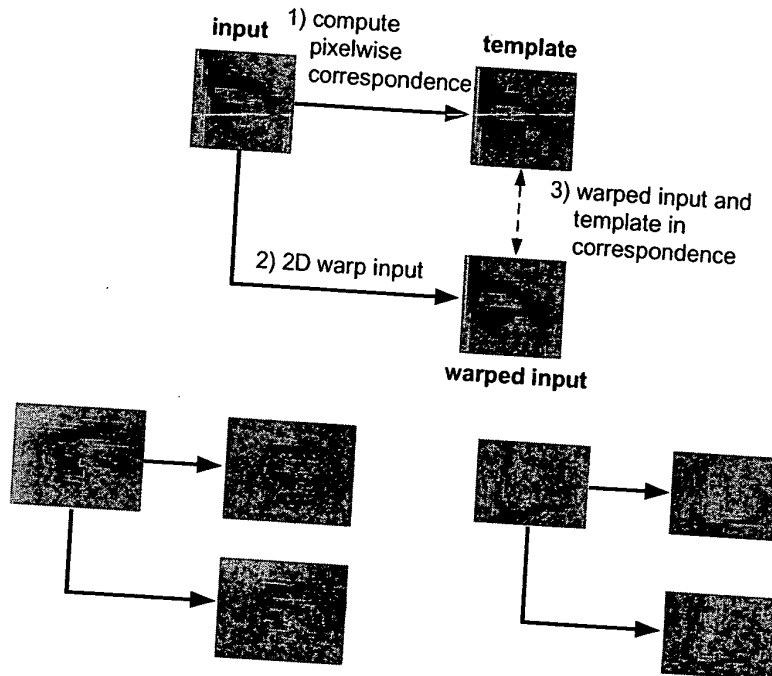 input
1) compute
pixelwise
correspondence
template
3) warped input and
template in
correspondence
2) 2D warp input
warped input